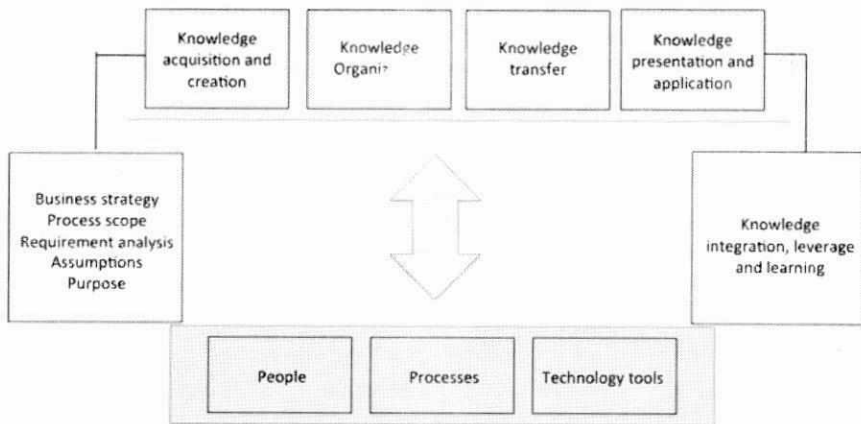 Knowledge
acquisition and
creation
Knowledge
Knowledge
transfer
Knowledge
presentation and
application
Business strategy
Process scope
Requirement analysis
Assumptions
Purpose
Knowledge
integration, leverage
and learning
People
Processes
Technology tools